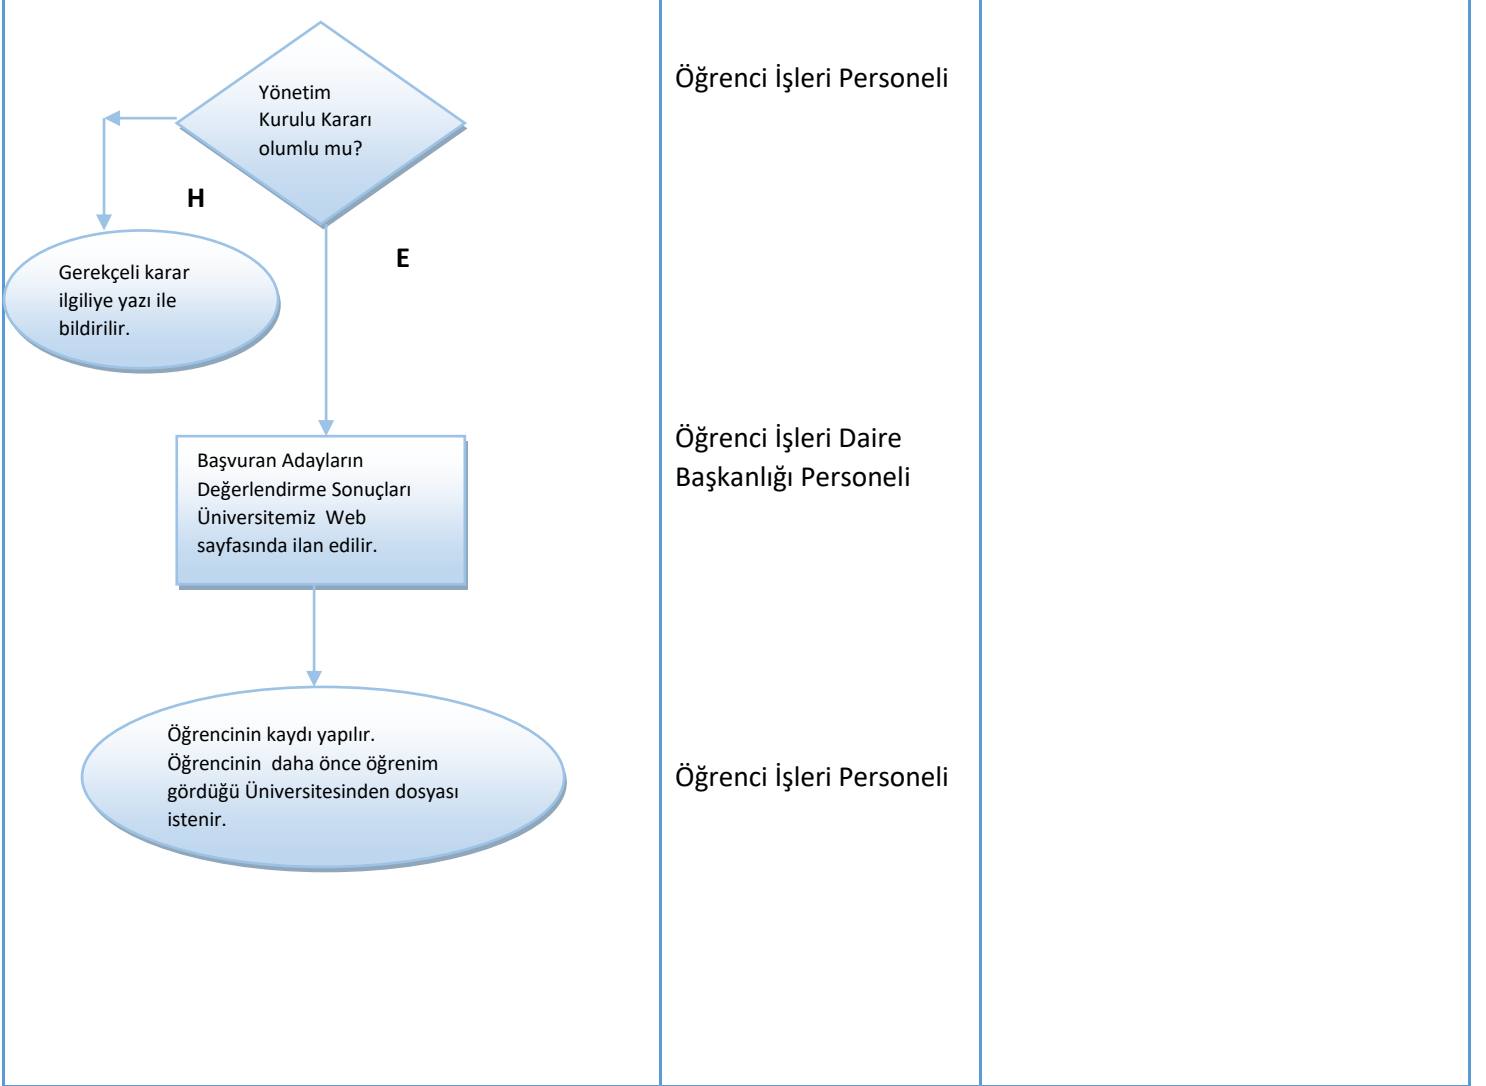 Yönetim
Kurulu Kararı
olumlu mu?
Öğrenci İşleri Personeli
H
E
Gerekçeli karar
ilgiliye yazı ile
bildirilir.
Başvuran Adayların
Değerlendirme Sonuçları
Üniversitemiz  Web
sayfasında ilan edilir.
Öğrenci İşleri Daire
Başkanlığı Personeli
Öğrencinin kaydı yapılır.
Öğrencinin  daha önce öğrenim
gördüğü Üniversitesinden dosyası
istenir.
Öğrenci İşleri Personeli